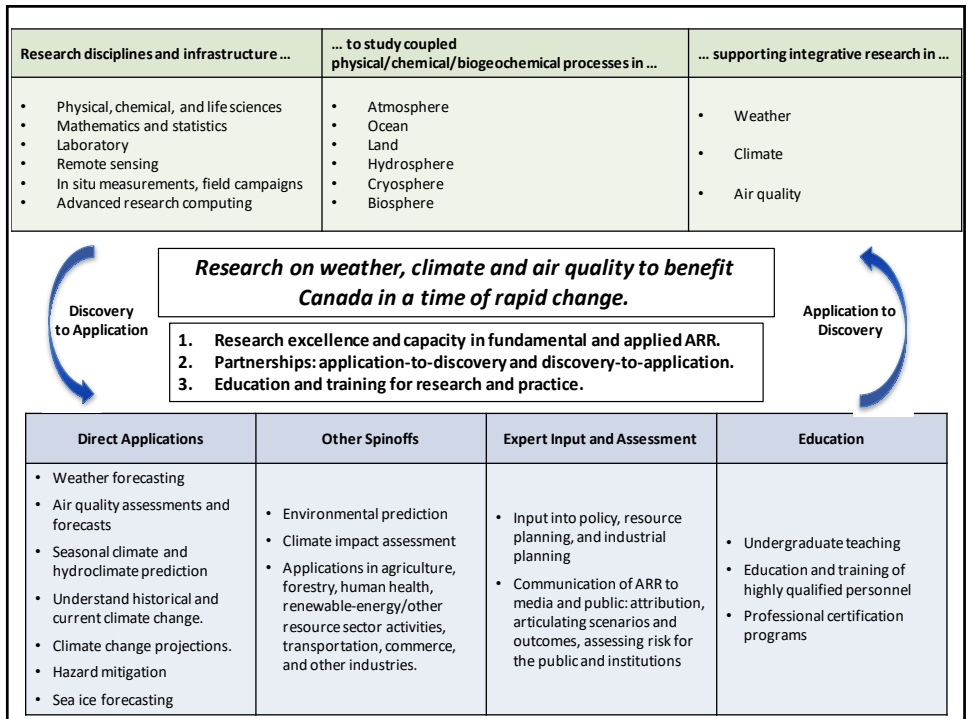 Research disciplines and infrastructure ...
• Physical, chemical, and life sciences
• Mathematics and statistics
• Laboratory
• Remote sensing
• In situ measurements, field campaigns
• Advanced research computing
... to study coupled
physical/chemical/biogeochemical processes in ...
• Atmosphere
• Ocean
• Land
• Hydrosphere
• Cryosphere
• Biosphere
... supporting integrative research in ...
• Weather
• Climate
• Air quality
Discovery
to Application
Research on weather, climate and air quality to benefit
Canada in a time of rapid change.
1. Research excellence and capacity in fundamental and applied ARR.
2. Partnerships: application-to-discovery and discovery-to-application.
3. Education and training for research and practice.
Application to
Discovery
Direct Applications
• Weather forecasting
• Air quality assessments and
forecasts
• Seasonal climate and
hydroclimate prediction
• Understand historical and
current climate change.
• Climate change projections.
• Hazard mitigation
• Sea ice forecasting
Other Spinoffs
• Environmental prediction
• Climate impact assessment
• Applications in agriculture,
forestry, human health,
renewable-energy/other
resource sector activities,
transportation, commerce,
and other industries.
Expert Input and Assessment
• Input into policy, resource
planning, and industrial
planning
• Communication of ARR to
media and public: attribution,
articulating scenarios and
outcomes, assessing risk for
the public and institutions
Education
• Undergraduate teaching
• Education and training of
highly qualified personnel
• Professional certification
programs